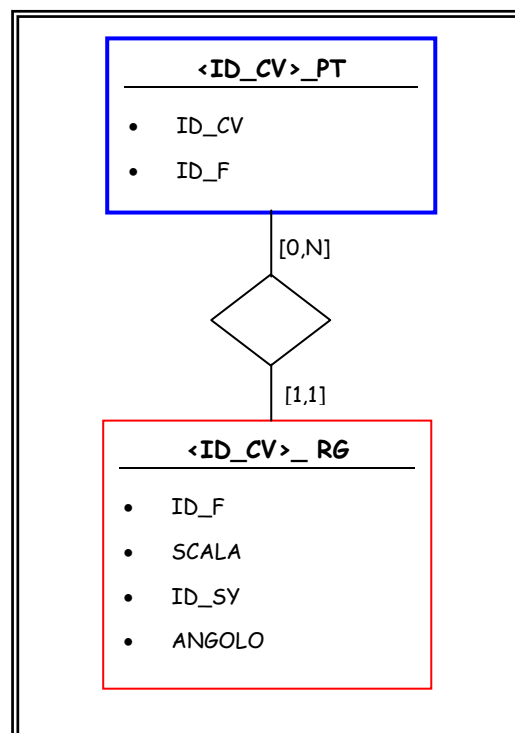 <ID_CV>_PT
• ID_CV
• ID_F
[0,N]
[1,1]
<ID_CV>_ RG
• ID_F
• SCALA
• ID_SY
• ANGOLO